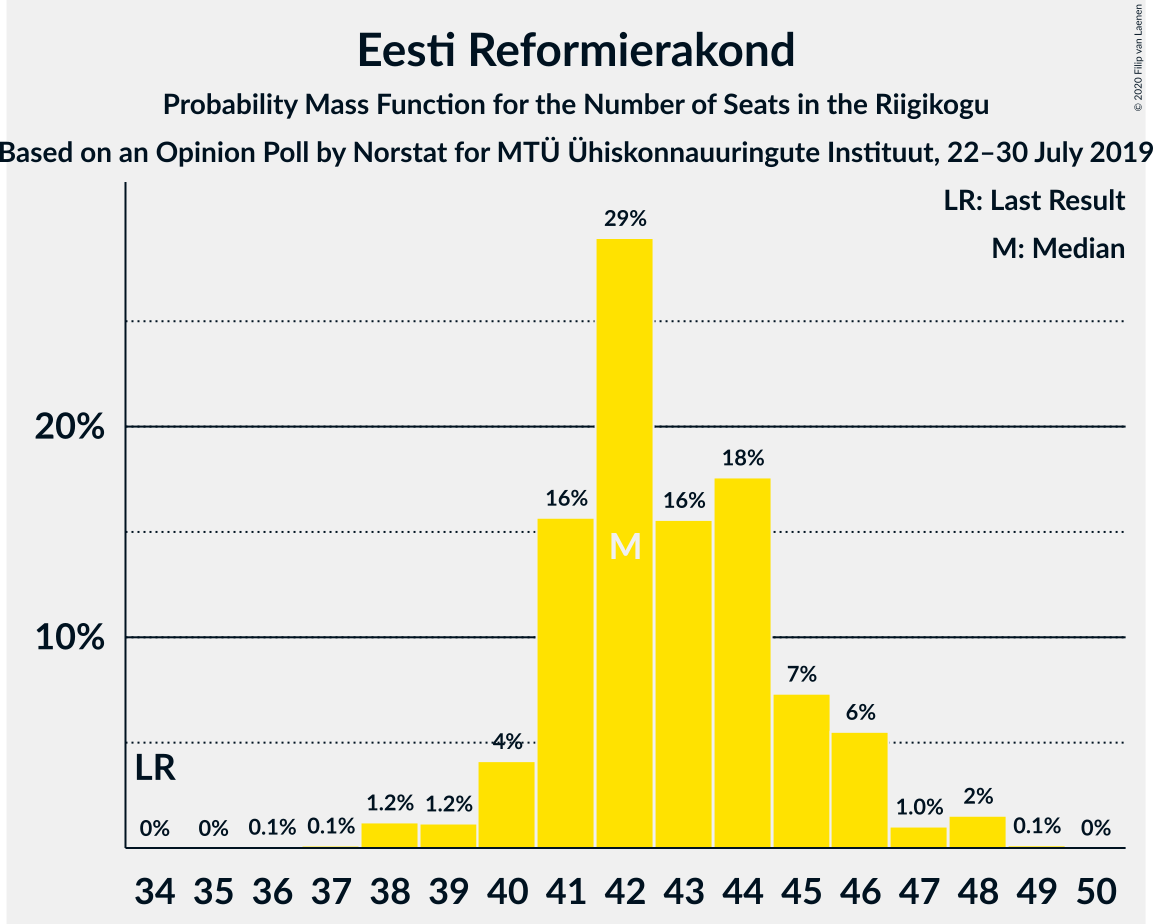 © 2020 Filip van Laenen
Eesti Reformierakond
Probability Mass Function for the Number of Seats in the Riigikogu
Based on an Opinion Poll by Norstat for MTÜ Ühiskonnauuringute Instituut, 22–30 July 2019
LR: Last Result
M: Median
29%
20%
18%
16%
16%
M
10%
7%
6%
4%
LR
0%
0%
0.1%
0.1%
1.2%
1.2%
1.0%
2%
0.1%
0%
34 35 36 37 38 39 40 41 42 43 44 45 46 47 48 49 50